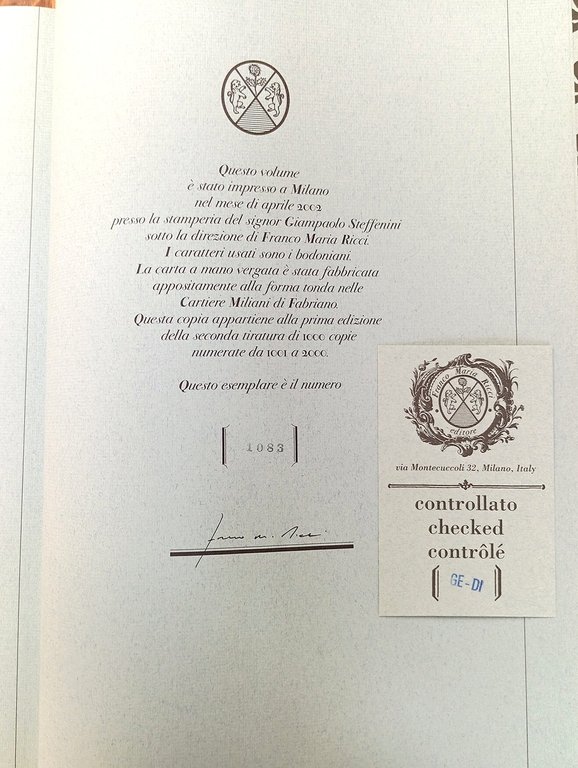 Questo volume
è stato impresso a Milano
nel mese di aprile 2002
presso la stamperia del signor Giampaolo Steffenini
sotto la direzione di Franco Maria Ricci.
I caratteri usati sono i bodoniani.
La carta a mano vergata è stata fabbricata
appositamente alla forma tonda nelle
Cartiere Miliani di Fabriano.
Questa copia appartiene alla prima edizione
della seconda tiratura di 1000 copie
numerate da 1001 a 2000.
Questo esemplare è il numero
1083
Franco Maria Ricci
editore
via Montecuccoli 32, Milano, Italy
controllato
checked
contrôlé
GE-DI